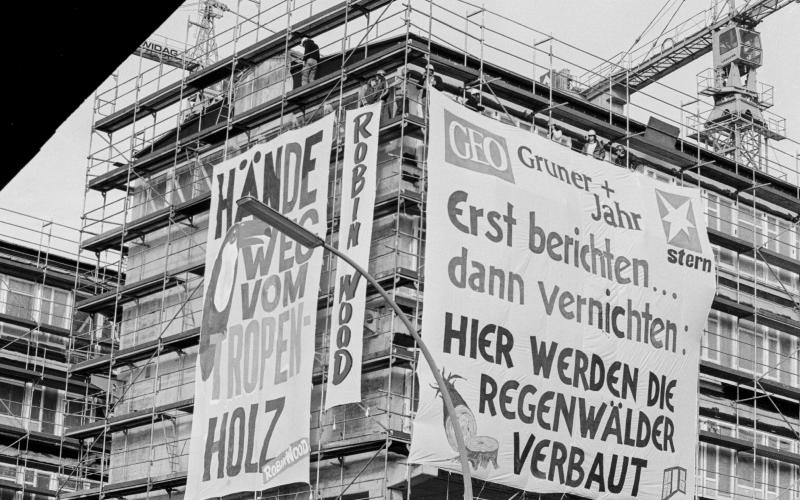 WIDAG
HÄNDE
WEG
VOM
TROPEN-
HOLZ
ROBIN WOOD
ROBIN WOOD
GEO
Gruner +
Jahr
stern
Erst berichten...
dann vernichten:
HIER WERDEN DIE
REGENWÄLDER
VERBAUT